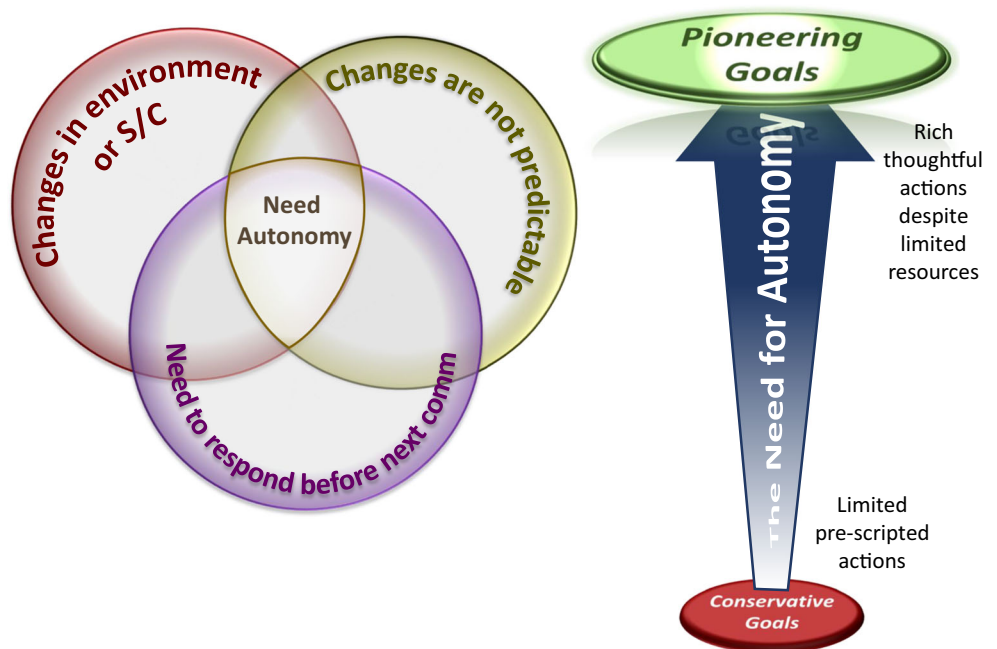 Changes in environment
or S/C
Changes are not predictable
Need
Autonomy
Need to respond before next comm
Pioneering
Goals
Goals
The Need for Autonomy
Rich
thoughtful
actions
despite
limited
resources
Limited
pre-scripted
actions
Conservative
Goals